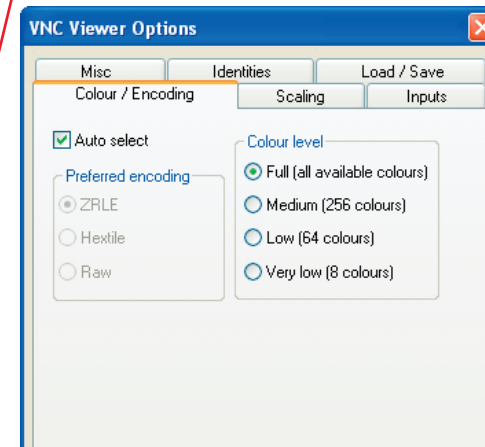 VNC Viewer Options
Misc Identities Load / Save
Colour / Encoding Scaling Inputs
Auto select
Preferred encoding
ZRLE
Hextile
Raw
Colour level
Full (all available colours)
Medium (256 colours)
Low (64 colours)
Very low (8 colours)